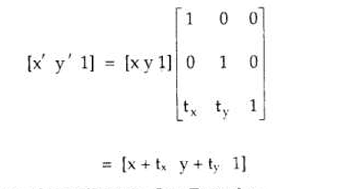 1 0 0
[x′ y′ 1] = [x y 1] 0 1 0
tx ty 1
= [x + tx y + ty 1]